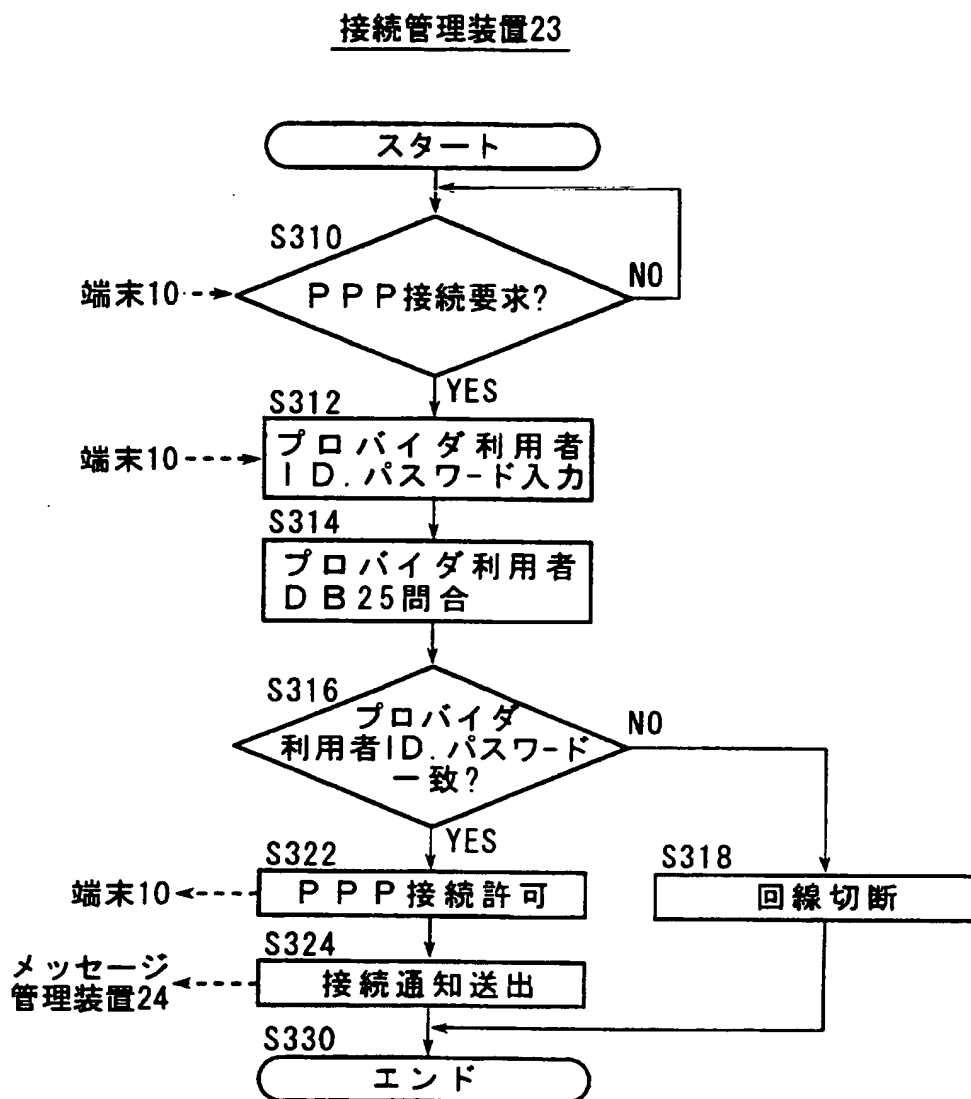 接続管理装置23
スタート
S310
端末10
PPP接続要求?
NO
YES
S312
端末10
プロバイダ利用者
ID.パスワード入力
S314
プロバイダ利用者
DB25問合
S316
プロバイダ
利用者ID.パスワード
一致?
NO
YES
S322
端末10
PPP接続許可
S318
回線切断
S324
メッセージ
管理装置24
接続通知送出
S330
エンド